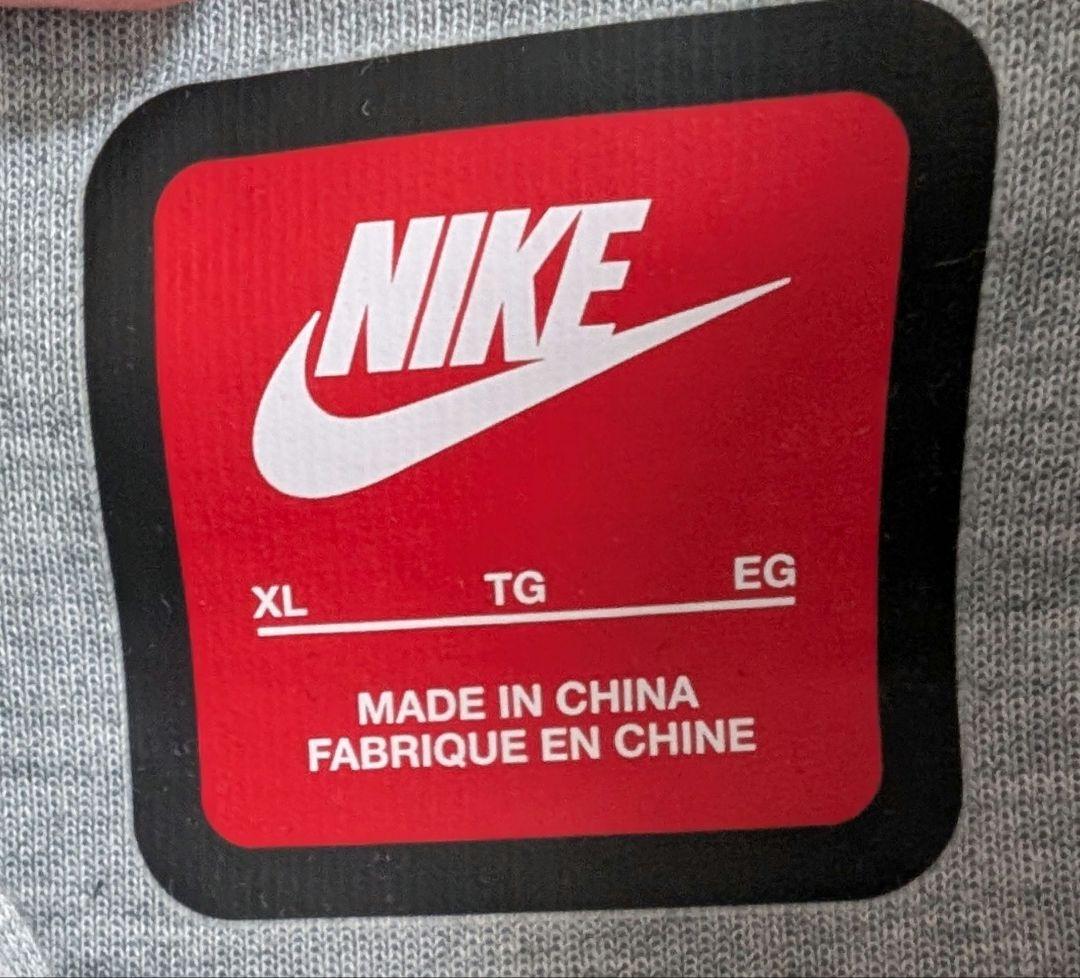 NIKE
XL TG EG
MADE IN CHINA
FABRIQUE EN CHINE